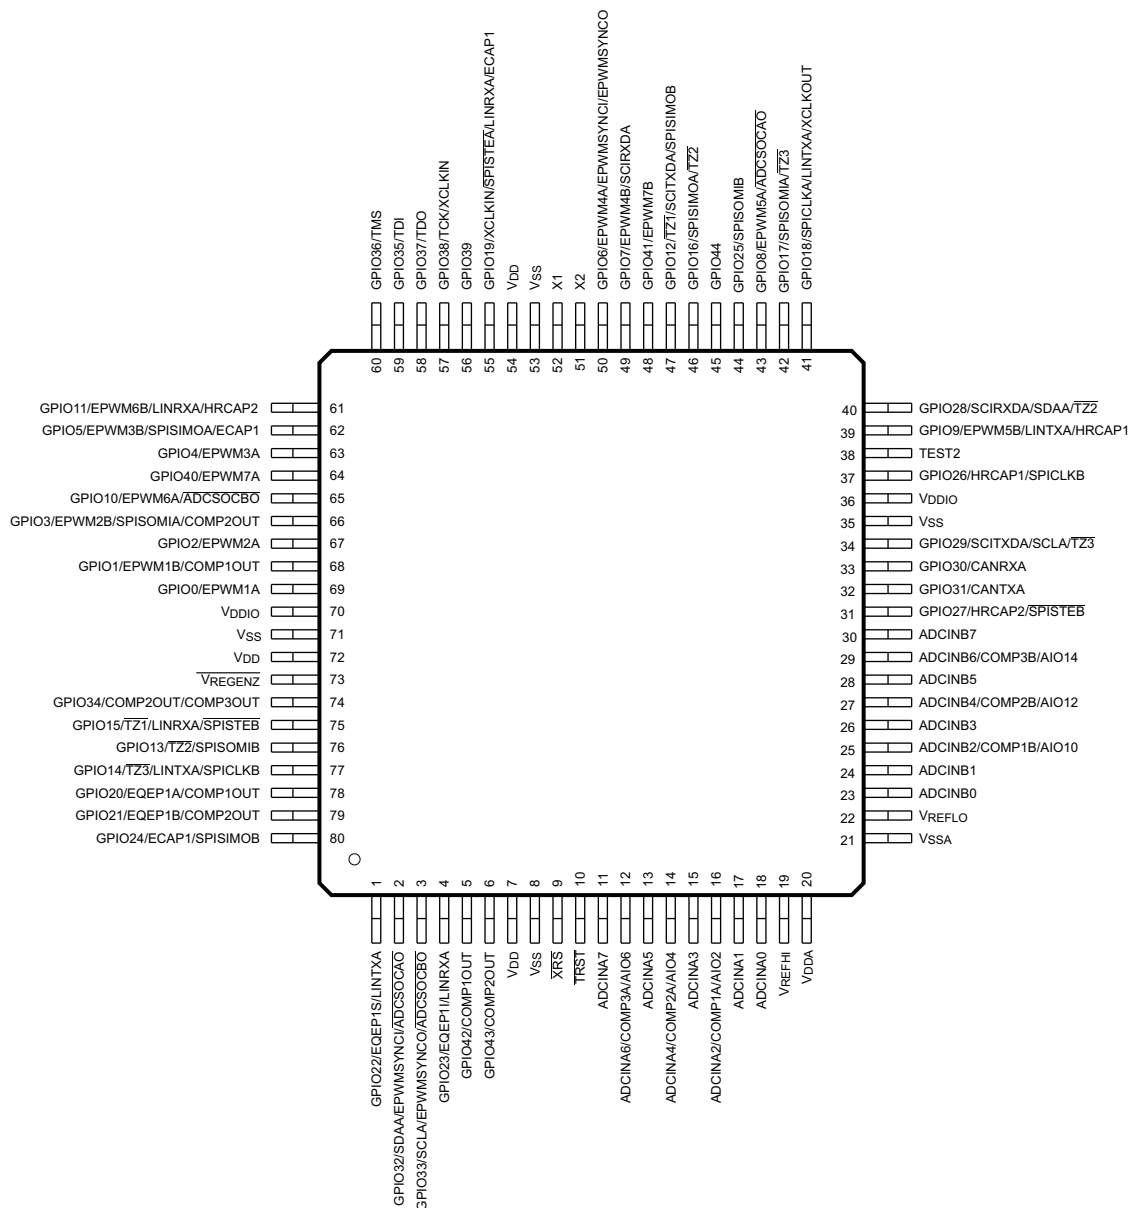 GPIO36/TMS
GPIO35/TDI
GPIO37/TDO
GPIO38/TCK/XCLKIN
GPIO39
GPIO19/XCLKIN/SPISTEA/LINRXA/ECAP1
VDD
VSS
X1
X2
GPIO6/EPWM4A/EPWMSYNCI/EPWMSYNCO
GPIO7/EPWM4B/SCIRXDA
GPIO41/EPWM7B
GPIO12/TZ1/SCITXDA/SPISIMOB
GPIO16/SPISIMOA/TZ2
GPIO44
GPIO25/SPISOMIB
GPIO8/EPWM5A/ADCSOCAO
GPIO17/SPISOMIA/TZ3
GPIO18/SPICLKA/LINTXA/XCLKOUT
60
59
58
57
56
55
54
53
52
51
50
49
48
47
46
45
44
43
42
41
GPIO11/EPWM6B/LINRXA/HRCAP2 61
GPIO5/EPWM3B/SPISIMOA/ECAP1 62
GPIO4/EPWM3A 63
GPIO40/EPWM7A 64
GPIO10/EPWM6A/ADCSOCBO 65
GPIO3/EPWM2B/SPISOMIA/COMP2OUT 66
GPIO2/EPWM2A 67
GPIO1/EPWM1B/COMP1OUT 68
GPIO0/EPWM1A 69
VDDIO 70
VSS 71
VDD 72
VREGENZ 73
GPIO34/COMP2OUT/COMP3OUT 74
GPIO15/TZ1/LINRXA/SPISTEB 75
GPIO13/TZ2/SPISOMIB 76
GPIO14/TZ3/LINTXA/SPICLKB 77
GPIO20/EQEP1A/COMP1OUT 78
GPIO21/EQEP1B/COMP2OUT 79
GPIO24/ECAP1/SPISIMOB 80
40 GPIO28/SCIRXDA/SDAA/TZ2
39 GPIO9/EPWM5B/LINTXA/HRCAP1
38 TEST2
37 GPIO26/HRCAP1/SPICLKB
36 VDDIO
35 VSS
34 GPIO29/SCITXDA/SCLA/TZ3
33 GPIO30/CANRXA
32 GPIO31/CANTXA
31 GPIO27/HRCAP2/SPISTEB
30 ADCINB7
29 ADCINB6/COMP3B/AIO14
28 ADCINB5
27 ADCINB4/COMP2B/AIO12
26 ADCINB3
25 ADCINB2/COMP1B/AIO10
24 ADCINB1
23 ADCINB0
22 VREFLO
21 VSSA
1
2
3
4
5
6
7
8
9
10
11
12
13
14
15
16
17
18
19
20
GPIO22/EQEP1S/LINTXA
GPIO32/SDAA/EPWMSYNCI/ADCSOCAO
GPIO33/SCLA/EPWMSYNCO/ADCSOCBO
GPIO23/EQEP1I/LINRXA
GPIO42/COMP1OUT
GPIO43/COMP2OUT
VDD
VSS
XRS
TRST
ADCINA7
ADCINA6/COMP3A/AIO6
ADCINA5
ADCINA4/COMP2A/AIO4
ADCINA3
ADCINA2/COMP1A/AIO2
ADCINA1
ADCINA0
VREFHI
VDDA